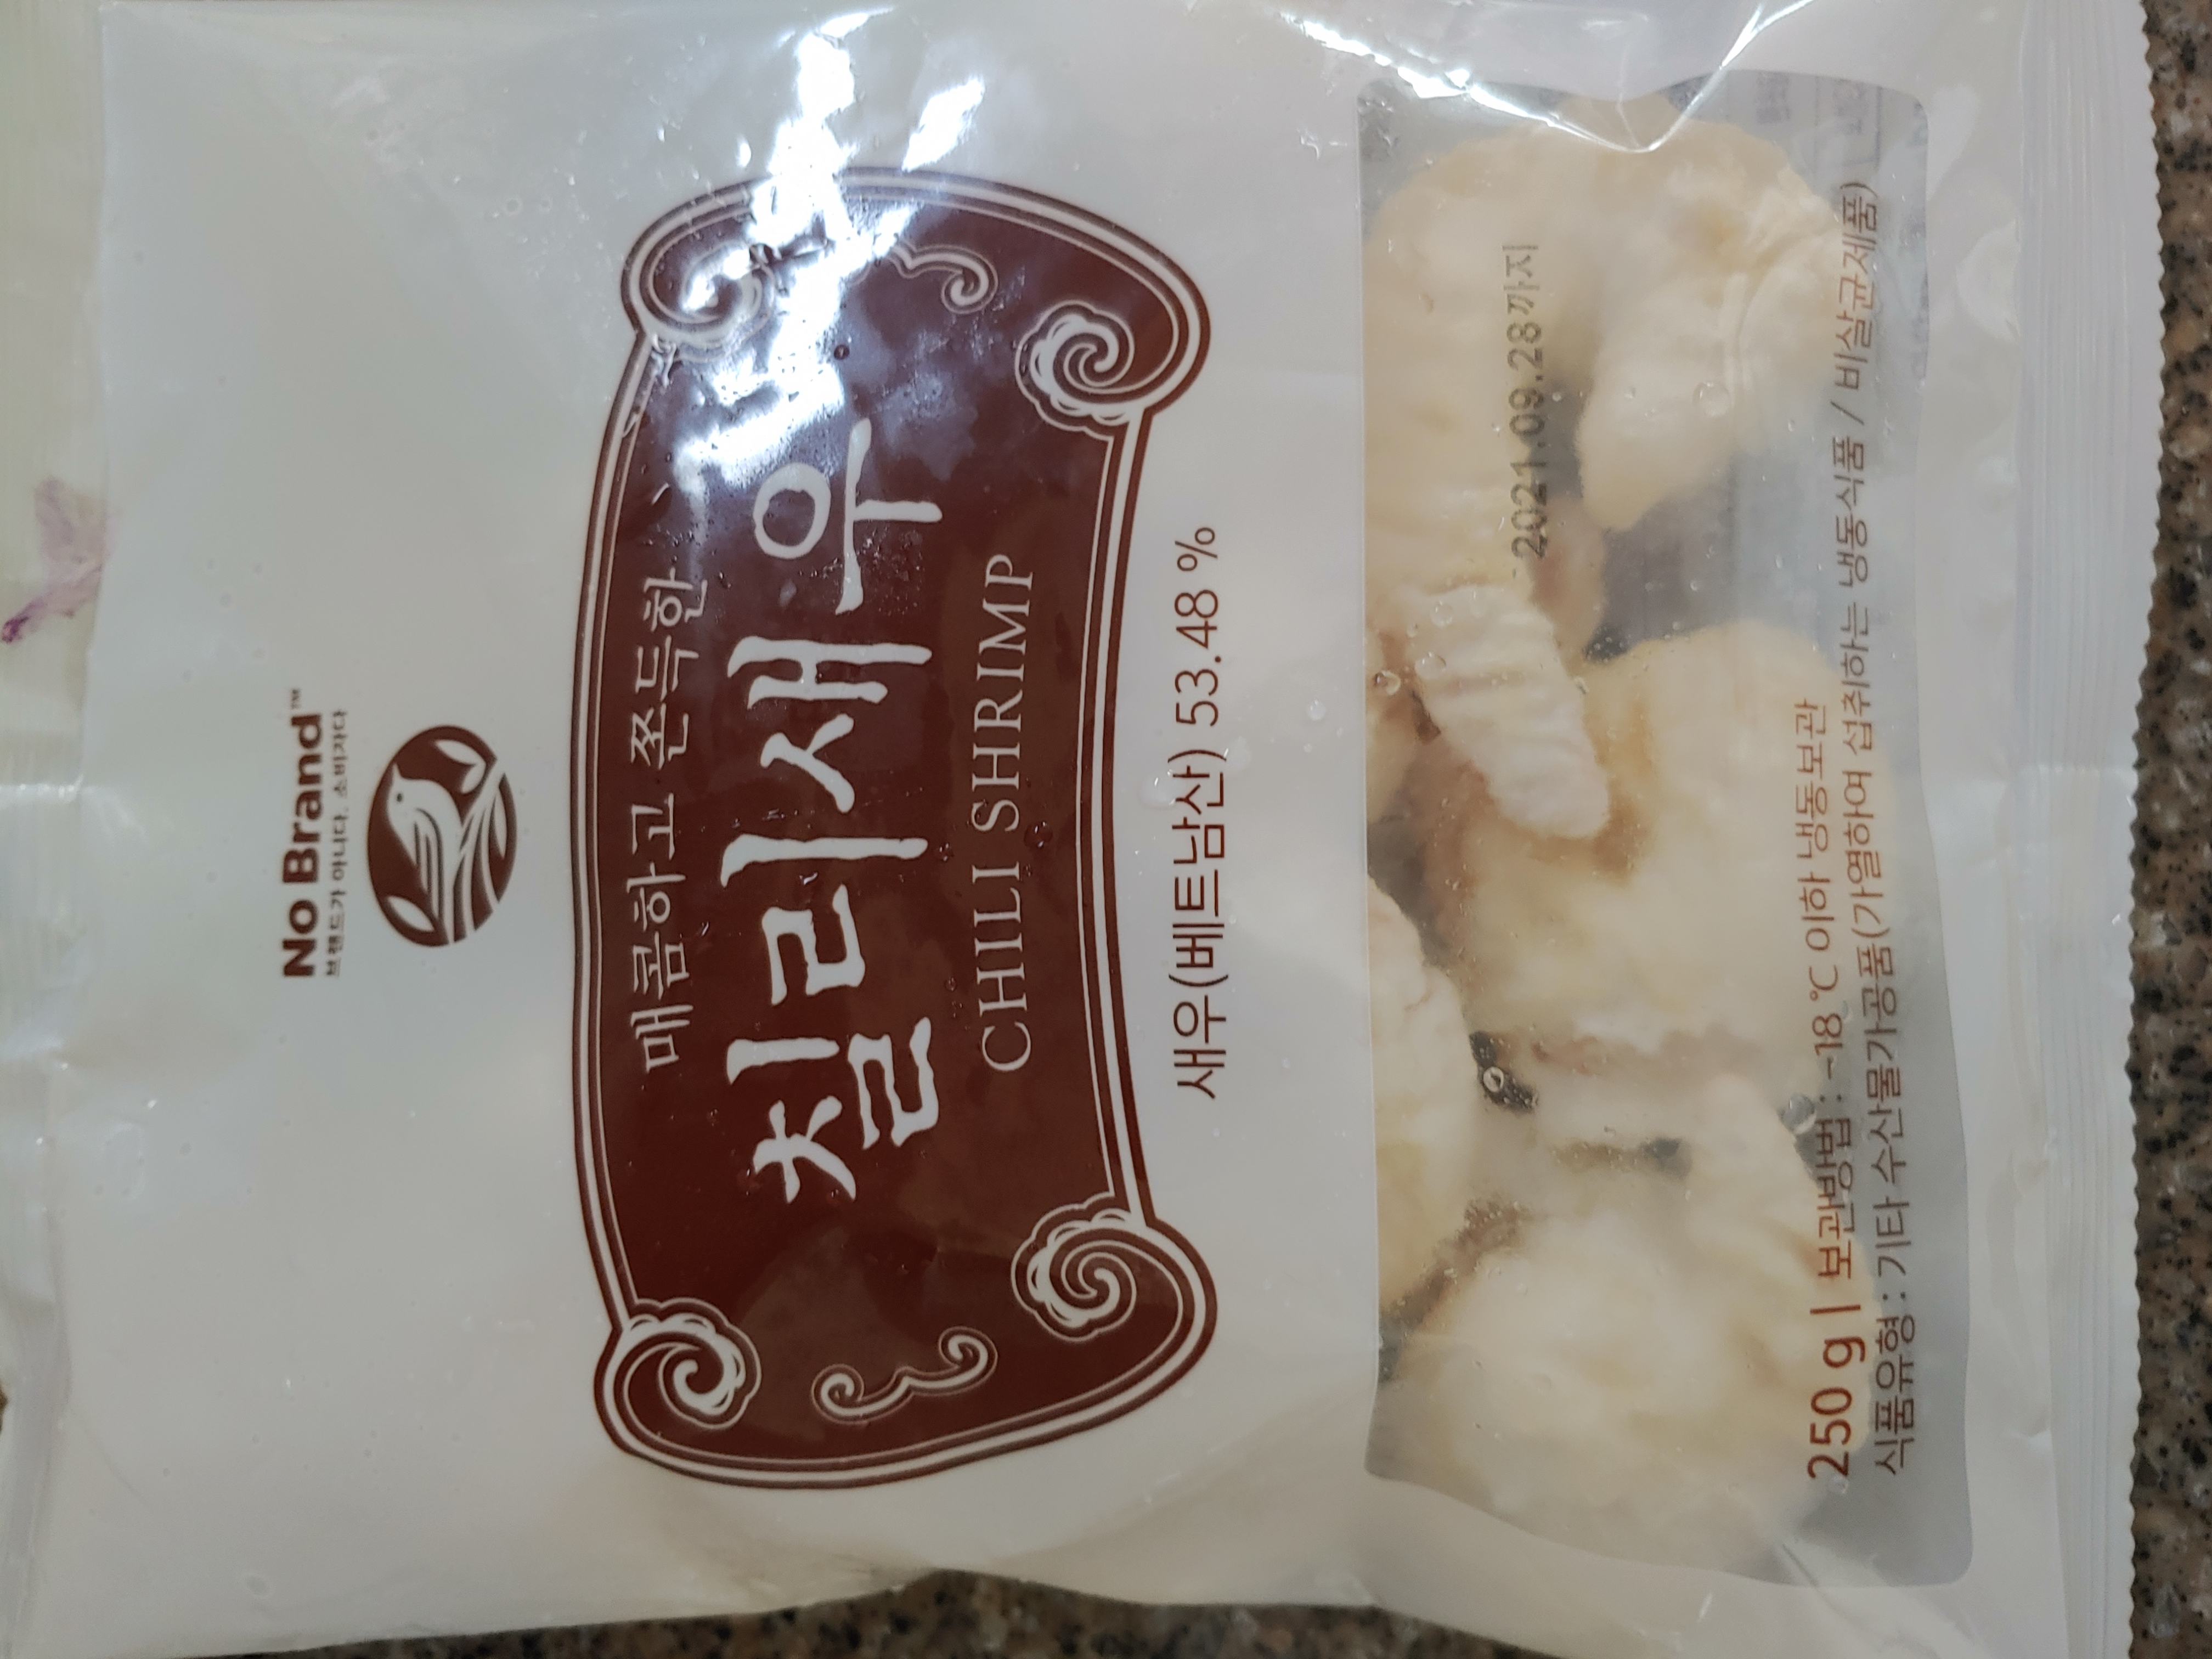 No Brand™
브랜드가 아니다. 소비자다
매콤하고 쫀득한
칠리새우
CHILI SHRIMP
새우(베트남산) 53.48 %
2021.09.28까지
250 g | 보관방법 : -18 ℃ 이하 냉동보관
식품유형 : 기타 수산물가공품(가열하여 섭취하는 냉동식품 / 비살균제품)